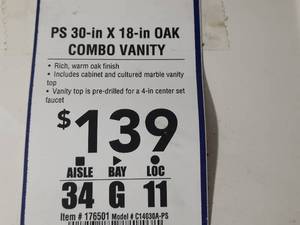 PS 30-in X 18-in OAK
COMBO VANITY
• Rich, warm oak finish
• Includes cabinet and cultured marble vanity
top
• Vanity top is pre-drilled for a 4-in center set
faucet
$139
AISLE BAY LOC
34 G 11
Item # 176501 Model # C14030A-PS